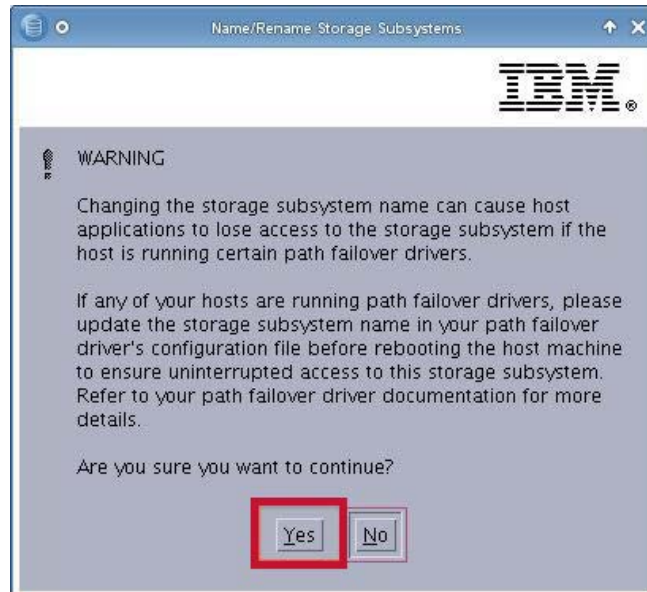 Name/Rename Storage Subsystems
IBM®
WARNING
Changing the storage subsystem name can cause host
applications to lose access to the storage subsystem if the
host is running certain path failover drivers.
If any of your hosts are running path failover drivers, please
update the storage subsystem name in your path failover
driver's configuration file before rebooting the host machine
to ensure uninterrupted access to this storage subsystem.
Refer to your path failover driver documentation for more
details.
Are you sure you want to continue?
Yes No